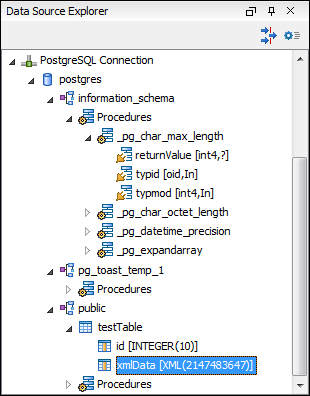 Data Source Explorer
PostgreSQL Connection
postgres
information_schema
Procedures
_pg_char_max_length
returnValue [int4,?]
typid [oid,In]
typmod [int4,In]
_pg_char_octet_length
_pg_datetime_precision
_pg_expandarray
pg_toast_temp_1
Procedures
public
testTable
id [INTEGER(10)]
xmlData [XML(2147483647)]
Procedures